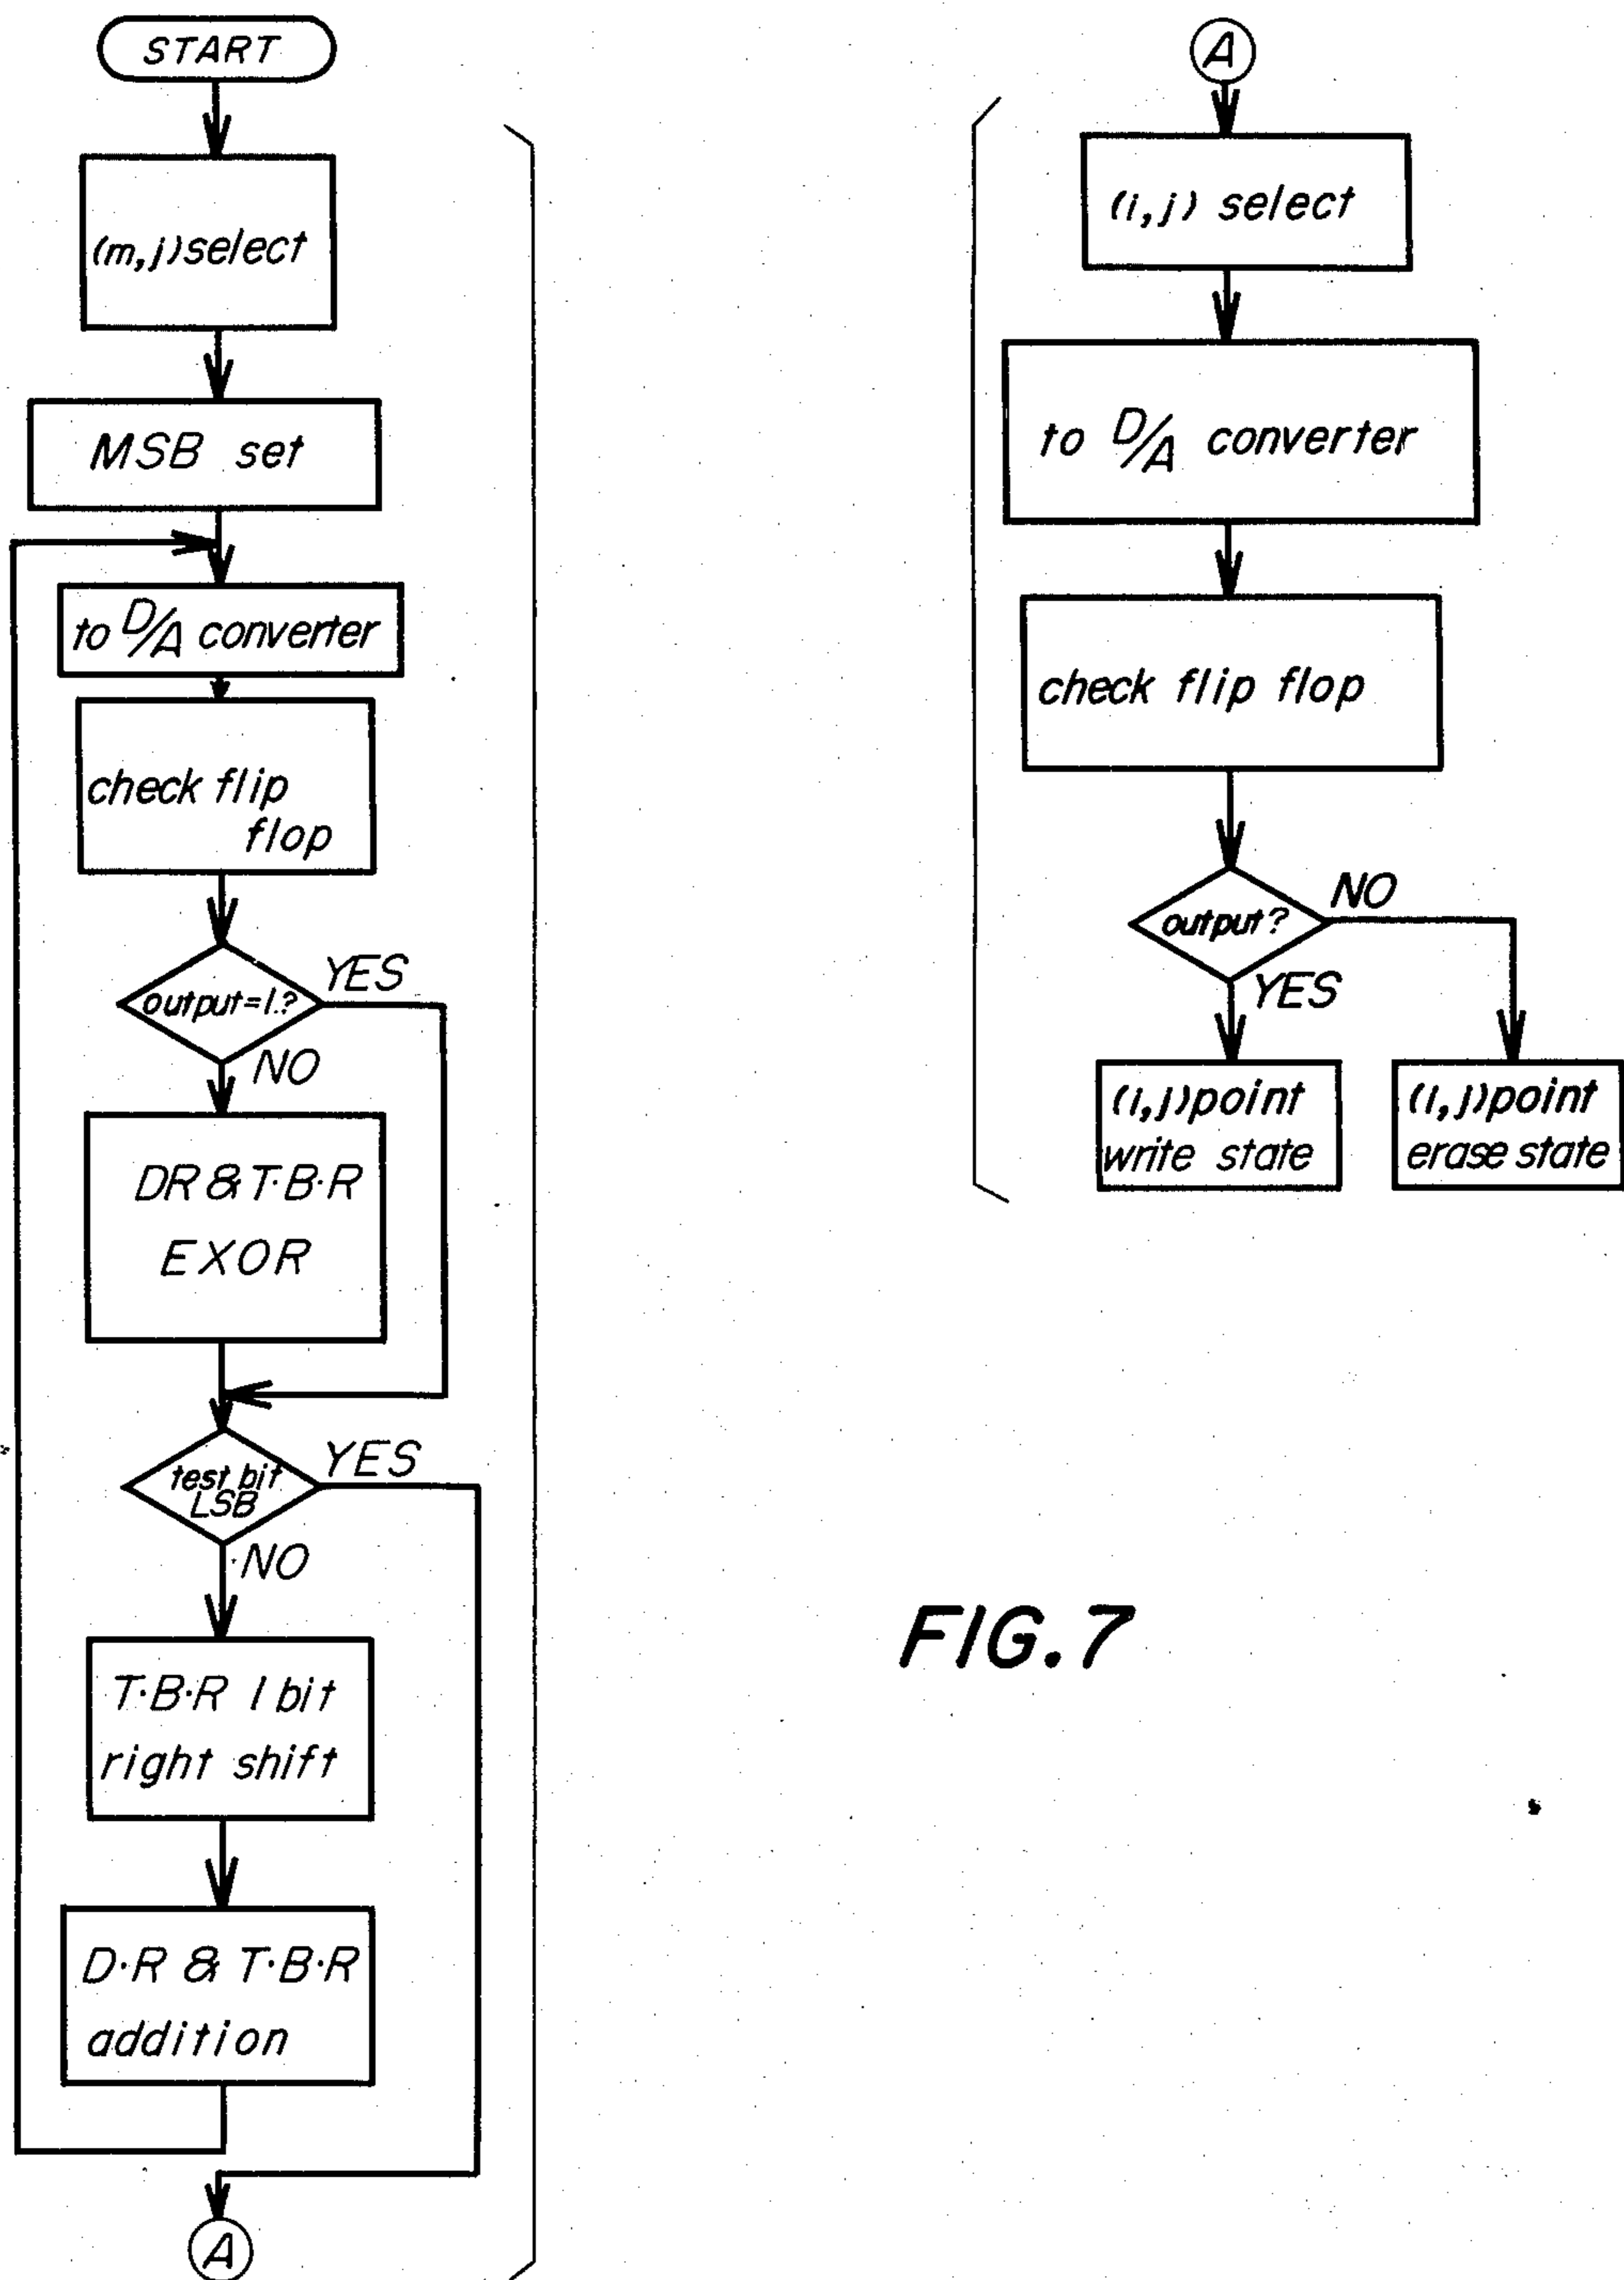 START
(m,j) select
MSB set
to D/A converter
check flip
flop
output=1.?
YES
NO
DR & T·B·R
EXOR
test bit
LSB
YES
NO
T·B·R 1 bit
right shift
D·R & T·B·R
addition
A
A
(i,j) select
to D/A converter
check flip flop
output?
NO
YES
(i,j) point
write state
(i,j) point
erase state
FIG. 7